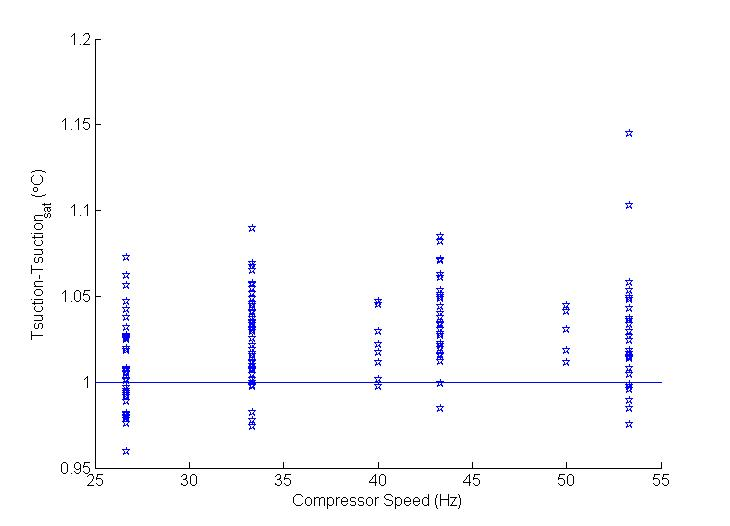 1.2
1.15
1.1
1.05
1
0.95
25 30 35 40 45 50 55
Compressor Speed (Hz)
Tsuction-Tsuction_sat (°C)